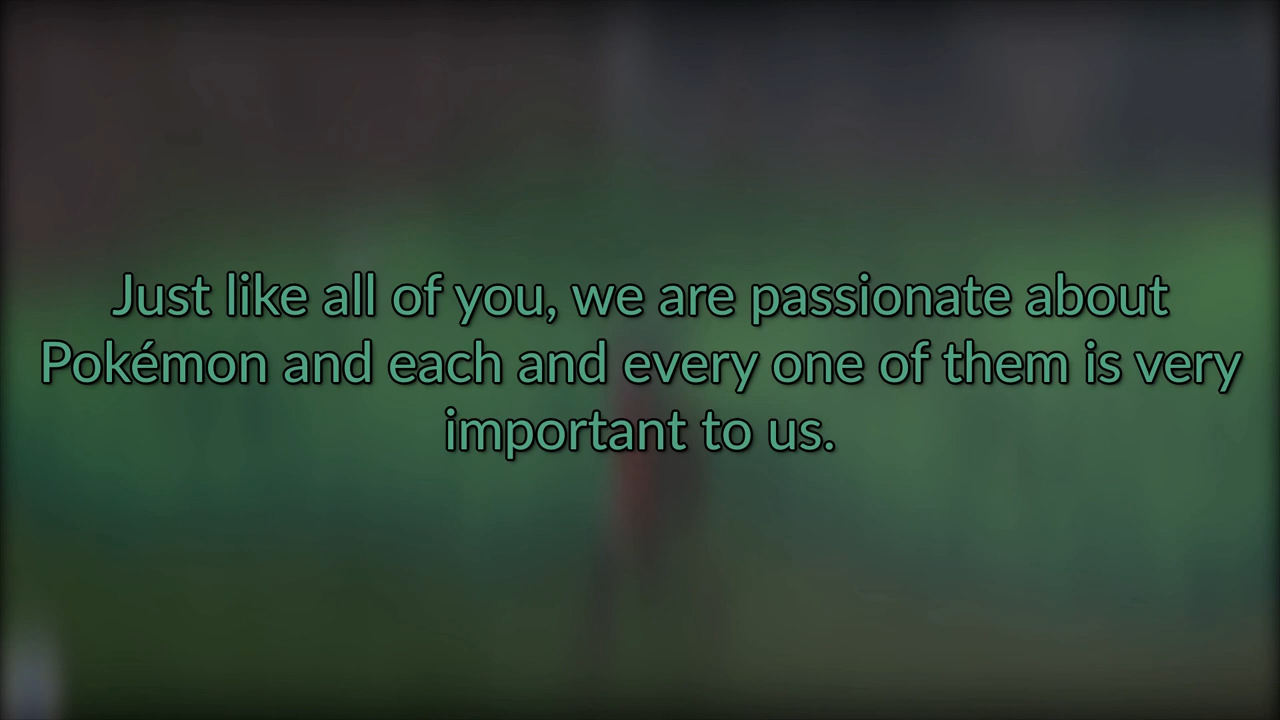 Just like all of you, we are passionate about
Pokémon and each and every one of them is very
important to us.